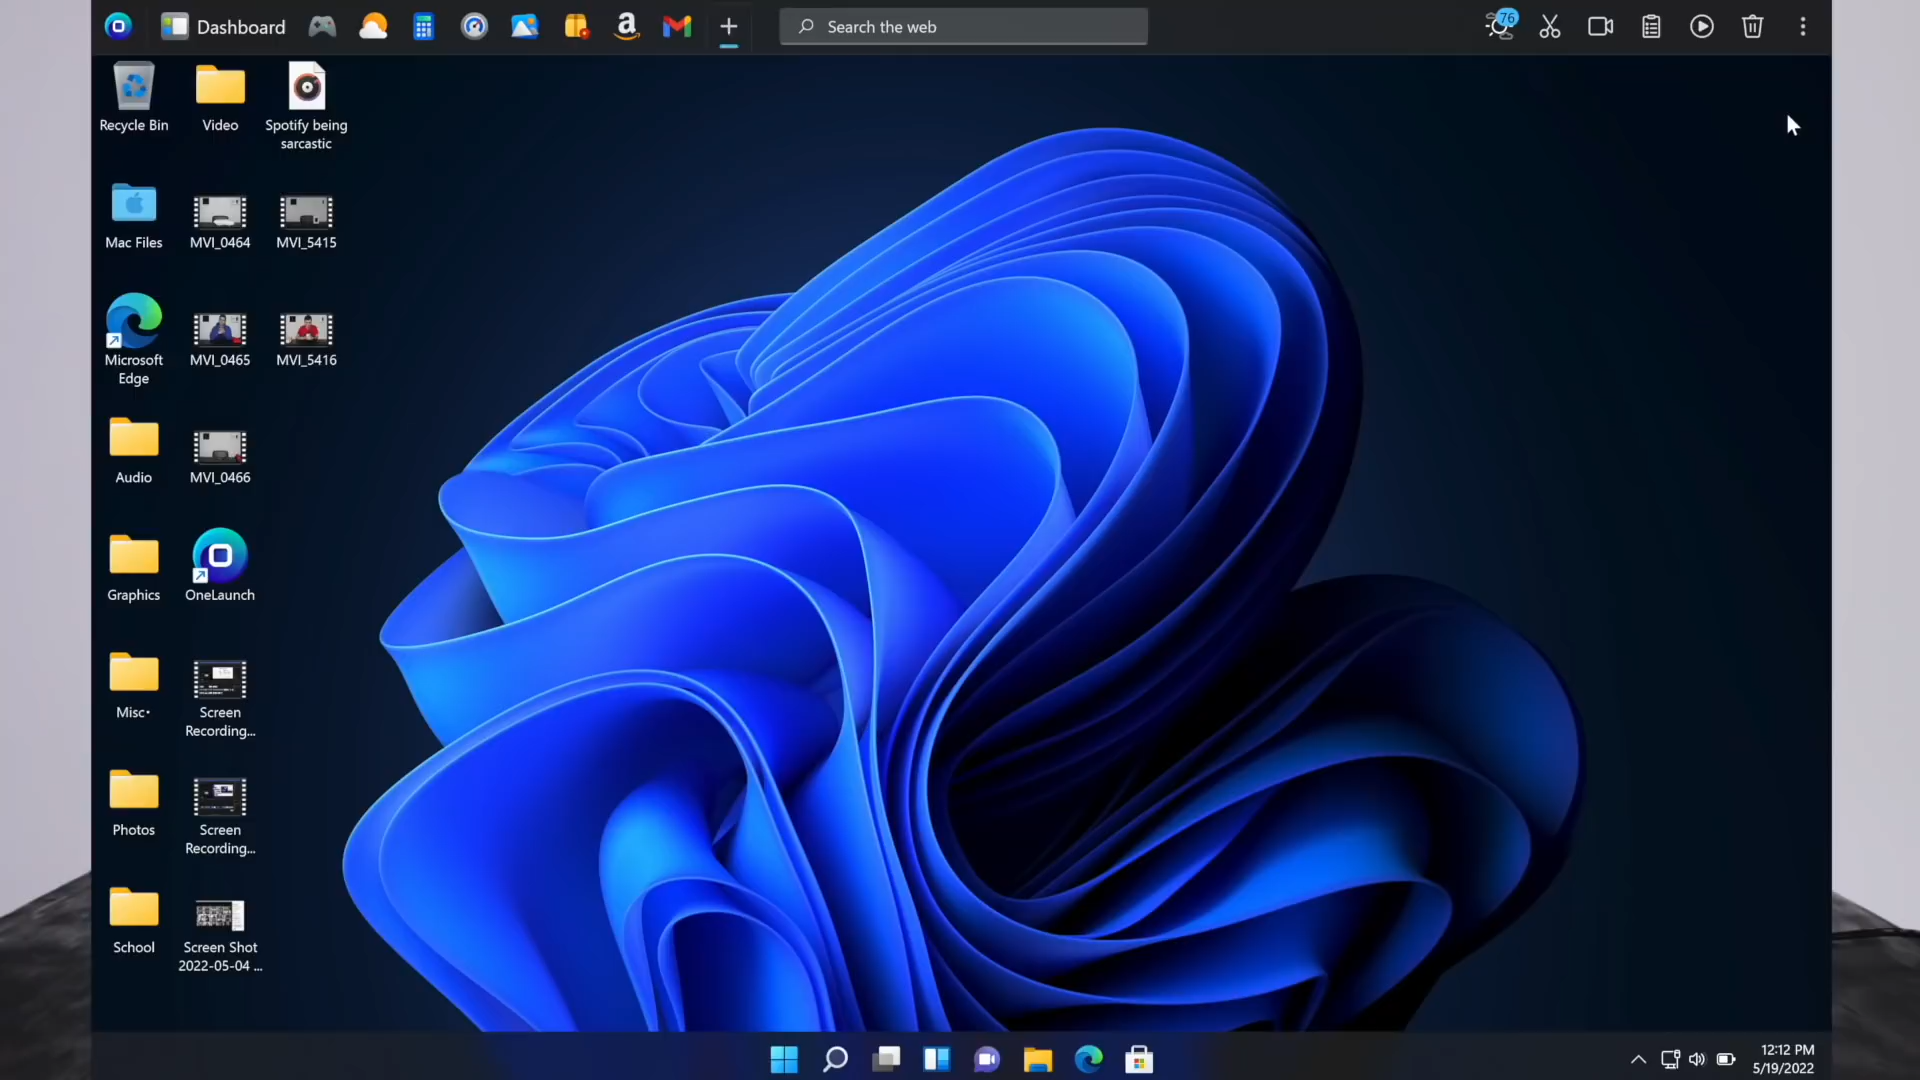 Dashboard
Search the web
76
Recycle Bin
Video
Spotify being
sarcastic
Mac Files
MVI_0464
MVI_5415
Microsoft
Edge
MVI_0465
MVI_5416
Audio
MVI_0466
Graphics
OneLaunch
Misc•
Screen
Recording...
Photos
Screen
Recording...
School
Screen Shot
2022-05-04 ...
12:12 PM
5/19/2022